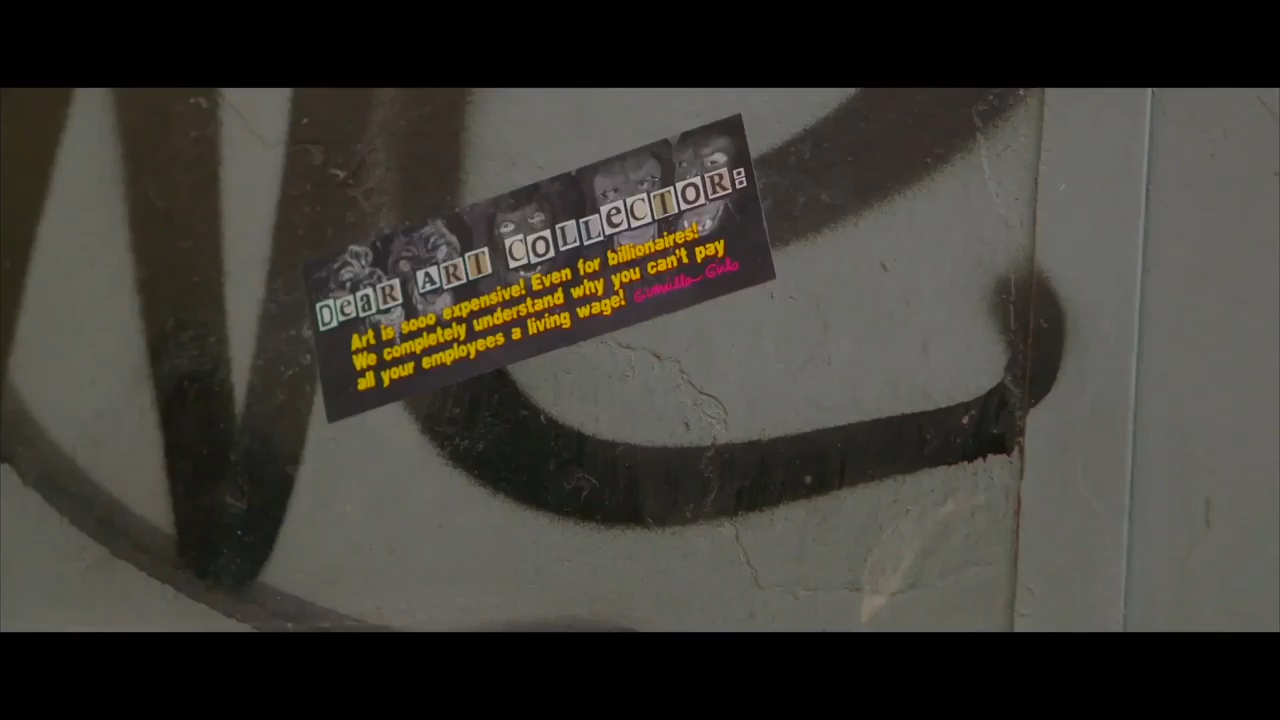 DeaR ART COLLeCTOR:
Art is sooo expensive! Even for billionaires!
We completely understand why you can't pay
all your employees a living wage! Guerrilla Girls